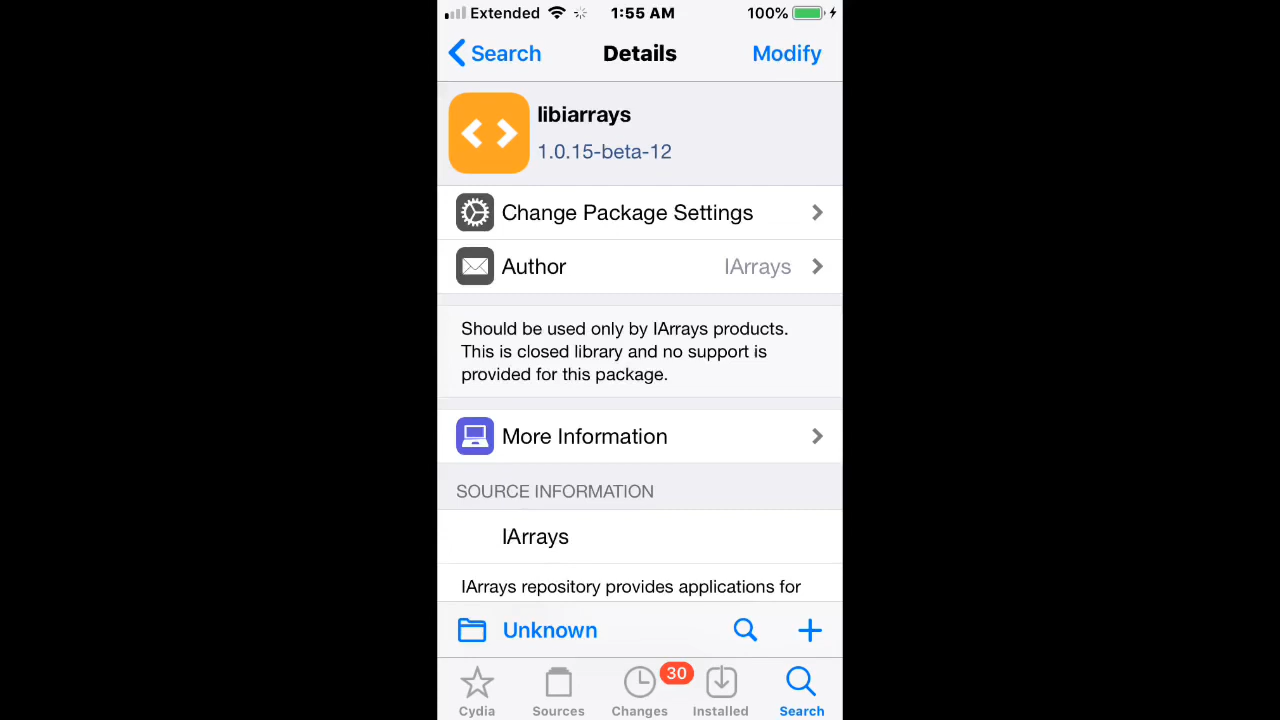 Extended 1:55 AM 100%
Search Details Modify
libiarrays
1.0.15-beta-12
Change Package Settings
Author IArrays
Should be used only by IArrays products.
This is closed library and no support is
provided for this package.
More Information
SOURCE INFORMATION
IArrays
IArrays repository provides applications for
Unknown
30
Cydia Sources Changes Installed Search